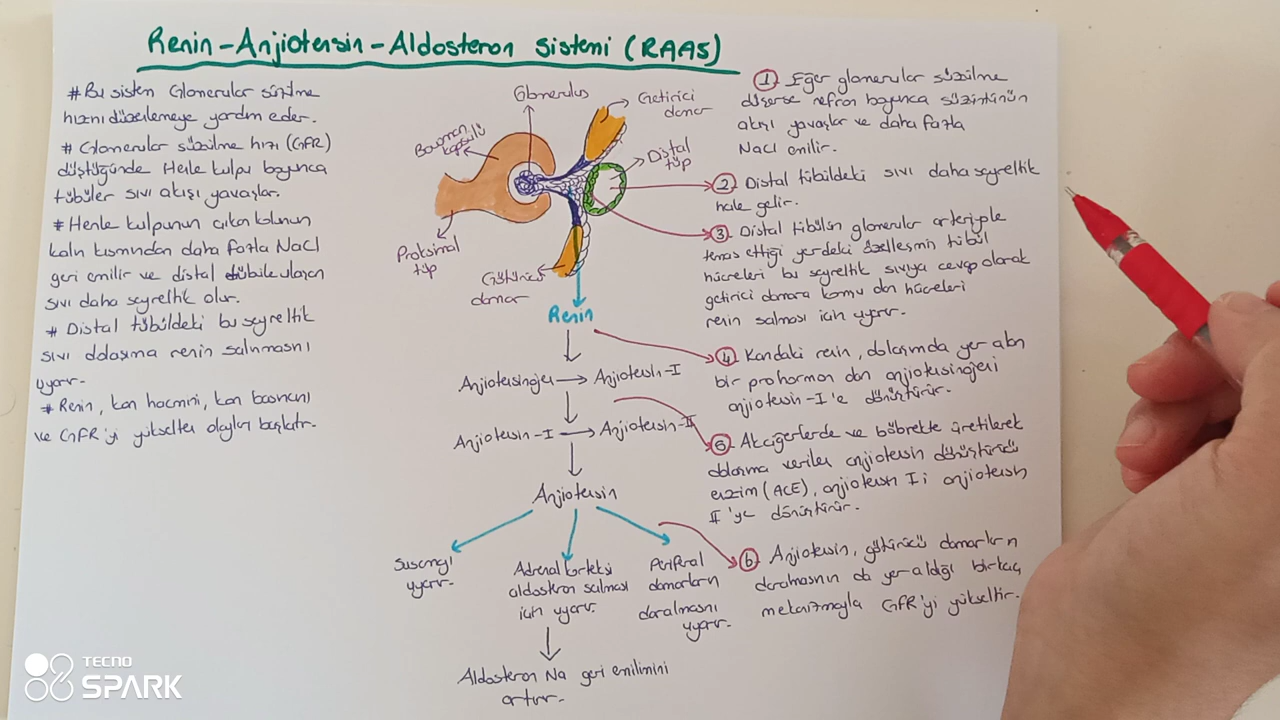 Renin-Anjiotensin-Aldosteron Sistemi (RAAS)
# Bu sistem Glomerular süzülme
hızını düzenlemeye yardım eder.
# Glomerular süzülme hızı (GFR)
düştüğünde Henle kulpu boyunca
tübüler sıvı akışı yavaşlar.
# Henle kulpunun çıkan kolunun
kalın kısmından daha fazla NaCl
geri emilir ve distal tübüle ulaşan
sıvı daha seyreltik olur.
# Distal tübüldeki bu seyreltik
sıvı dolaşıma renin salınmasını
uyarır.
# Renin, kan hacmini, kan basıncını
ve GFR'yi yükselten olayları başlatır.
Glomerulus
Getirici
damar
Bowman
kapsülü
Distal
tüp
Proksimal
tüp
Götürücü
damar
Renin
Anjiotensinojen → Anjiotensin-I
Anjiotensin-I → Anjiotensin-II
Anjiotensin
Susamayı
uyarır.
Adrenal korteksi
aldosteron salması
için uyarır
Periferal
damarların
daralmasını
uyarır.
Aldosteron Na geri emilimini
artırır.
1 Eğer glomerular süzülme
düşerse nefron boyunca süzüntünün
akışı yavaşlar ve daha fazla
NaCl emilir.
2 Distal tübüldeki sıvı daha seyreltik
hale gelir.
3 Distal tübülün glomerular arteriyole
temas ettiği yerdeki özelleşmiş tübül
hücreleri bu seyreltik sıvıya cevap olarak
getirici damara komşu olan hücreleri
renin salması için uyarır.
4 Kandaki renin, dolaşımda yer alan
bir prohormon olan anjiotensinojeni
anjiotensin-I'e dönüştürür.
5 Akciğerlerde ve böbrekte üretilerek
dolaşıma verilen anjiotensin dönüştürücü
enzim (ACE), anjiotensin I'i anjiotensin
II'ye dönüştürür.
6 Anjiotensin, götürücü damarların
daralmasının da yer aldığı birkaç
mekanizmayla GFR'yi yükseltir.
TECNO
SPARK